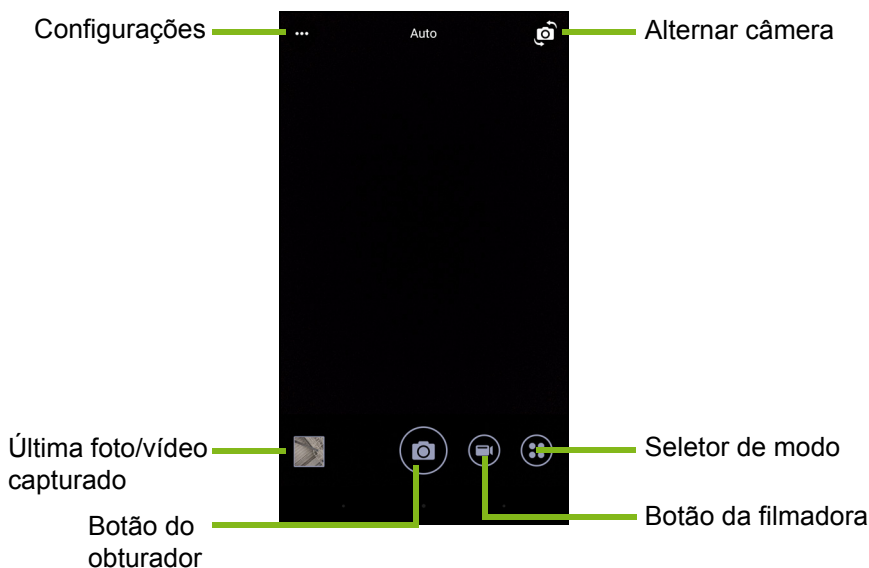 Configurações
Auto
Alternar câmera
Última foto/vídeo
capturado
Seletor de modo
Botão do
obturador
Botão da filmadora